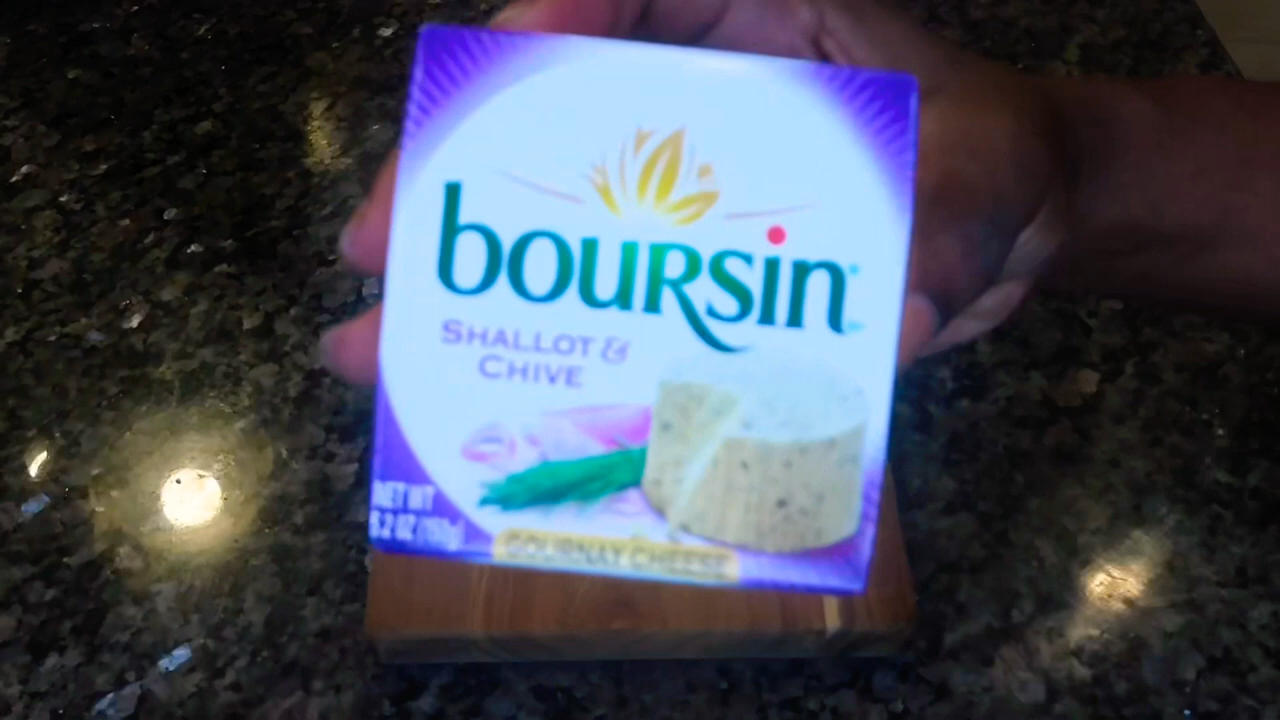 boursin
SHALLOT &
CHIVE
NET WT
5.2 OZ (150g)
GOURNAY CHEESE